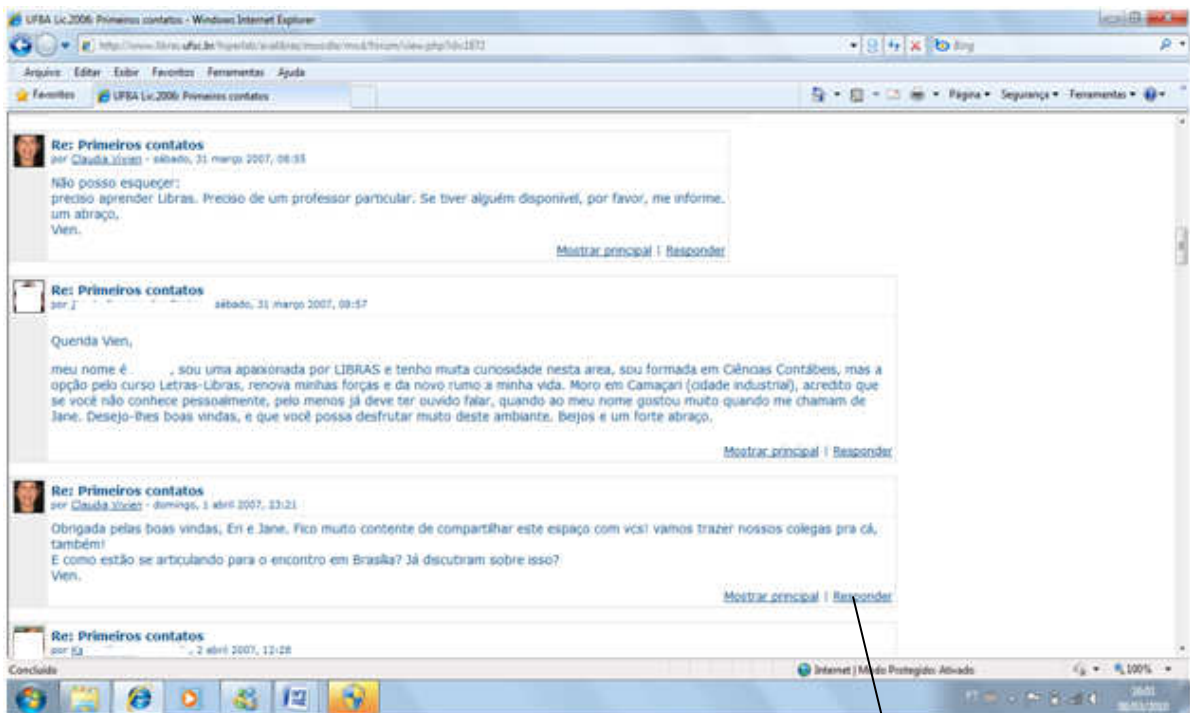 UFBA Lic.2006: Primeiros contatos - Windows Internet Explorer
Bing
Arquivo Editar Exibir Favoritos Ferramentas Ajuda
Favoritos UFBA Lic.2006: Primeiros contatos Página Segurança Ferramentas
Re: Primeiros contatos
por Claudia Vivien - sábado, 31 março 2007, 08:55
Não posso esquecer:
preciso aprender Libras. Preciso de um professor particular. Se tiver alguém disponível, por favor, me informe.
um abraço,
Vien.
Mostrar principal | Responder
Re: Primeiros contatos
por sábado, 31 março 2007, 09:57
Querida Vien,
meu nome é , sou uma apaixonada por LIBRAS e tenho muita curiosidade nesta area, sou formada em Ciências Contábeis, mas a
opção pelo curso Letras-Libras, renova minhas forças e da novo rumo a minha vida. Moro em Camaçari (cidade industrial), acredito que
se você não conhece pessoalmente, pelo menos já deve ter ouvido falar, quando ao meu nome gostou muito quando me chamam de
Jane. Desejo-lhes boas vindas, e que você possa desfrutar muito deste ambiante. Beijos e um forte abraço.
Mostrar principal | Responder
Re: Primeiros contatos
por Claudia Vivien - domingo, 1 abril 2007, 23:21
Obrigada pelas boas vindas, Eri e Jane. Fico muito contente de compartilhar este espaço com vcs! vamos trazer nossos colegas pra cá,
também!
E como estão se articulando para o encontro em Brasília? Já discutiram sobre isso?
Vien.
Mostrar principal | Responder
Re: Primeiros contatos
por Ka , 2 abril 2007, 12:28
Concluído Internet | Modo Protegido: Ativado 100%
PT